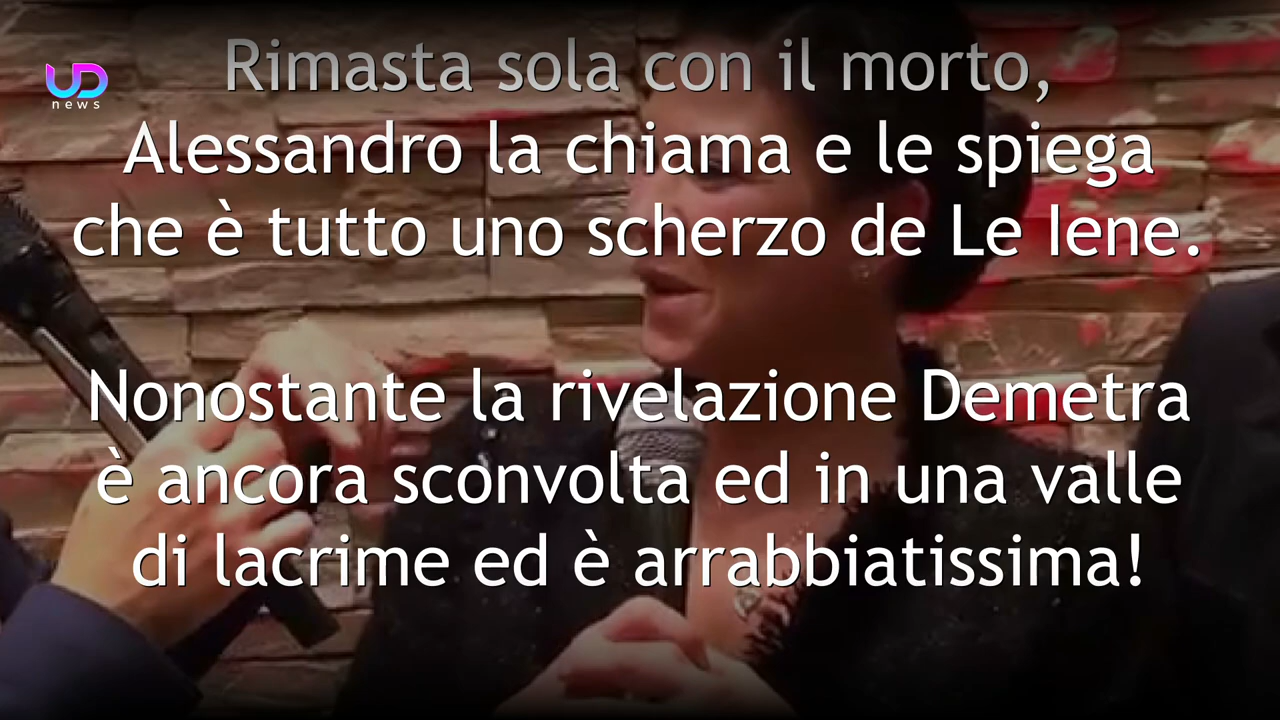 Rimasta sola con il morto,
UD
news
Alessandro la chiama e le spiega
che è tutto uno scherzo de Le Iene.
Nonostante la rivelazione Demetra
è ancora sconvolta ed in una valle
di lacrime ed è arrabbiatissima!